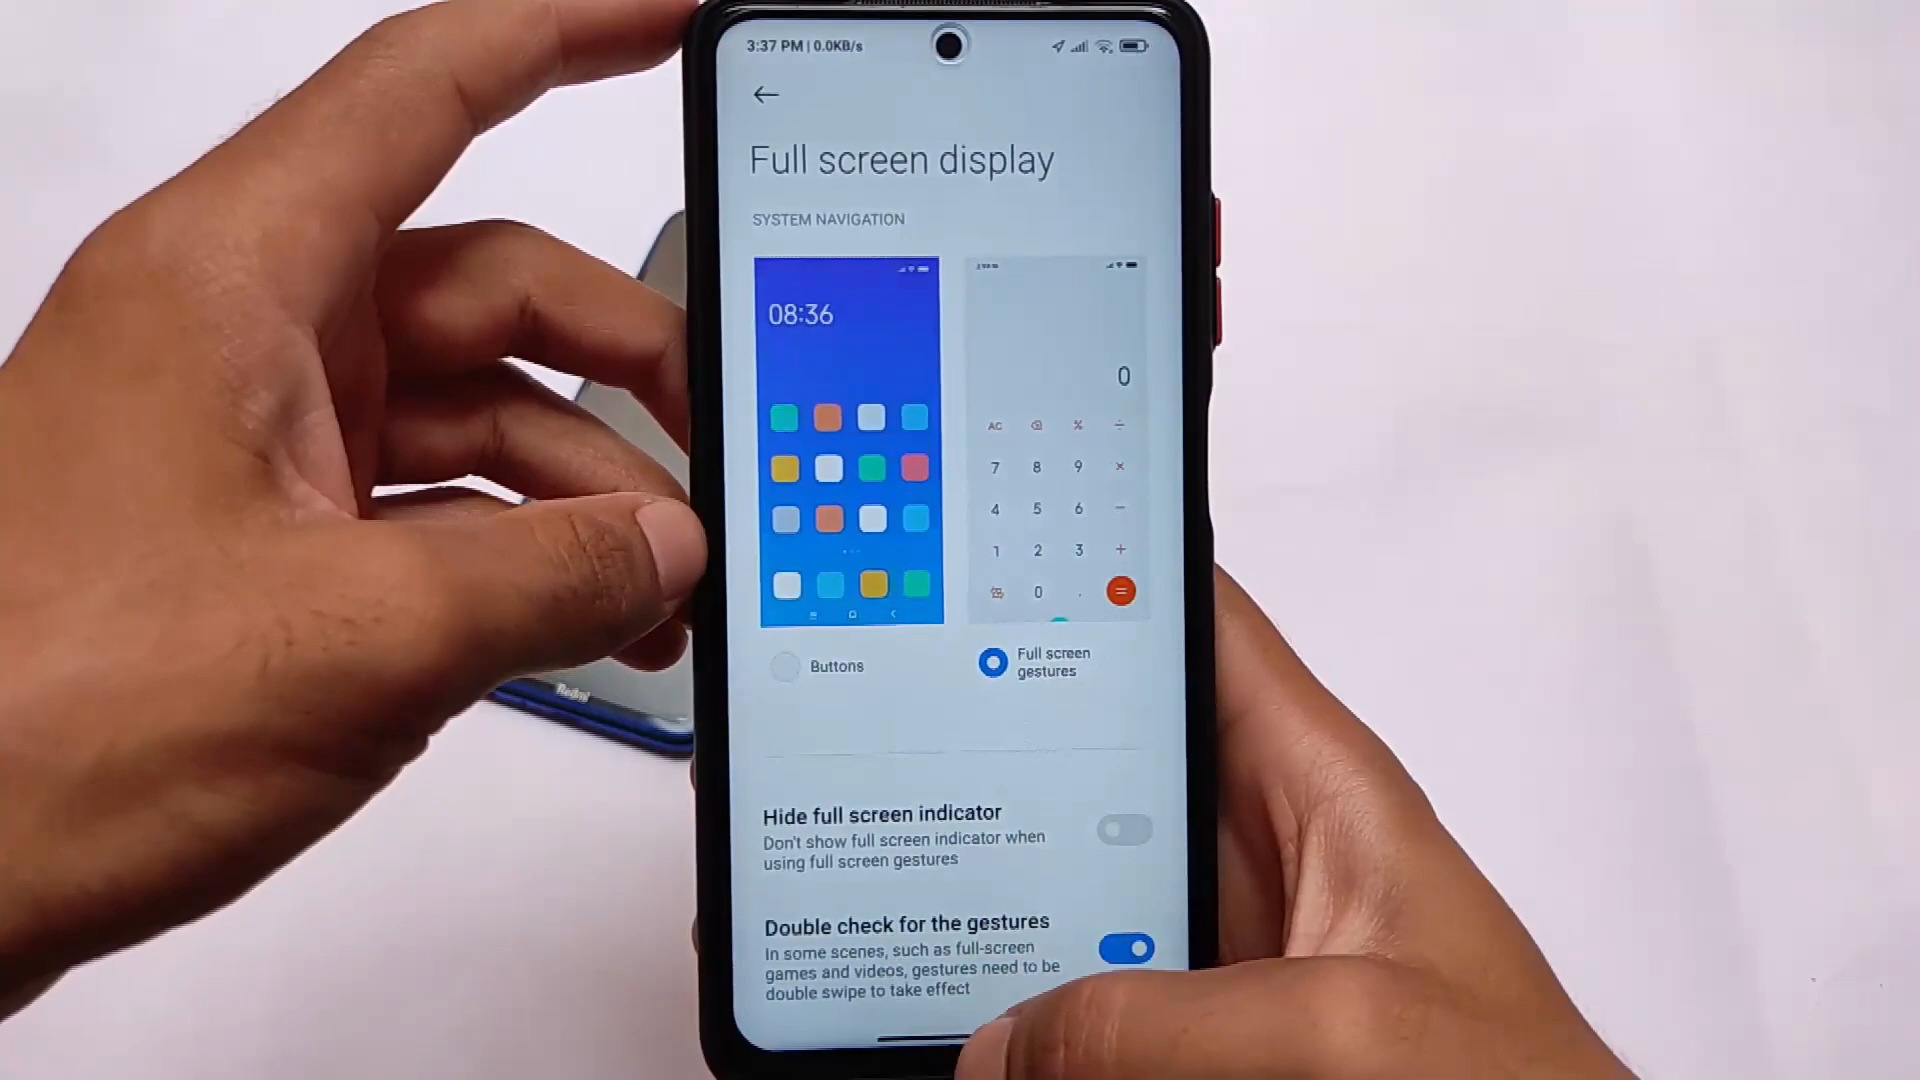 3:37 PM | 0.0KB/s
Full screen display
SYSTEM NAVIGATION
08:36
0
AC % ÷
7 8 9 ×
4 5 6 −
1 2 3 +
0 . =
Buttons
Full screen
gestures
Hide full screen indicator
Don't show full screen indicator when
using full screen gestures
Double check for the gestures
In some scenes, such as full-screen
games and videos, gestures need to be
double swipe to take effect
Redmi